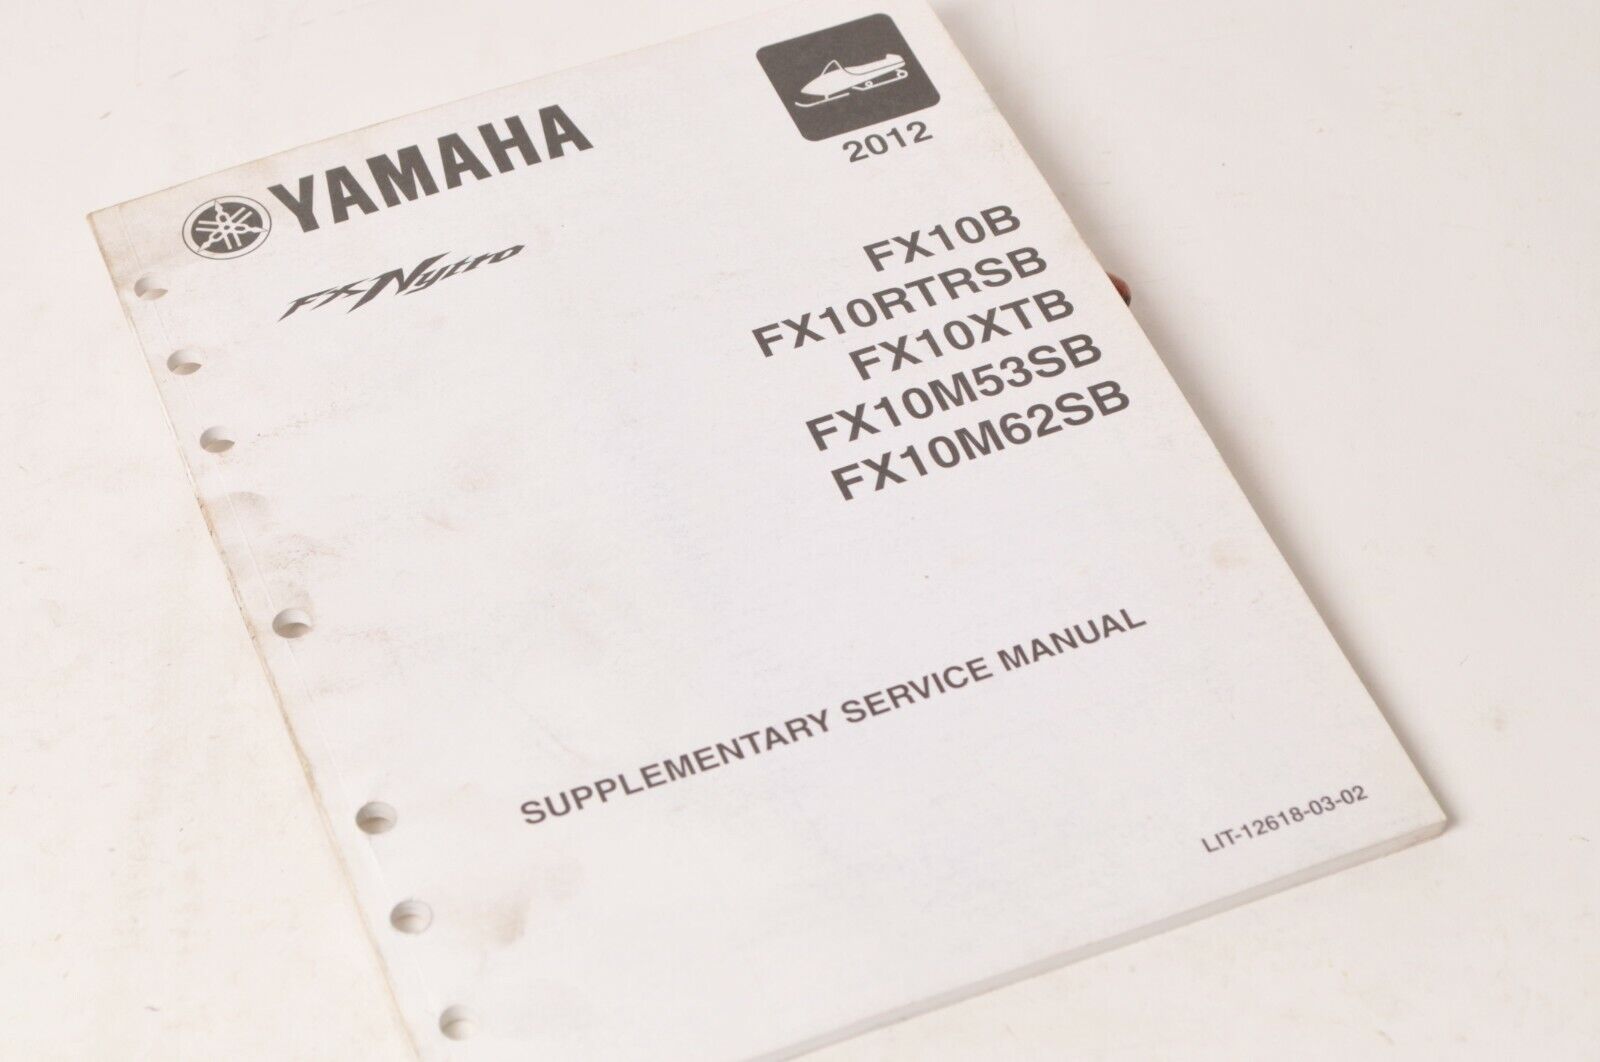 YAMAHA
FX Nytro
2012
FX10B
FX10RTRSB
FX10XTB
FX10M53SB
FX10M62SB
SUPPLEMENTARY SERVICE MANUAL
LIT-12618-03-02